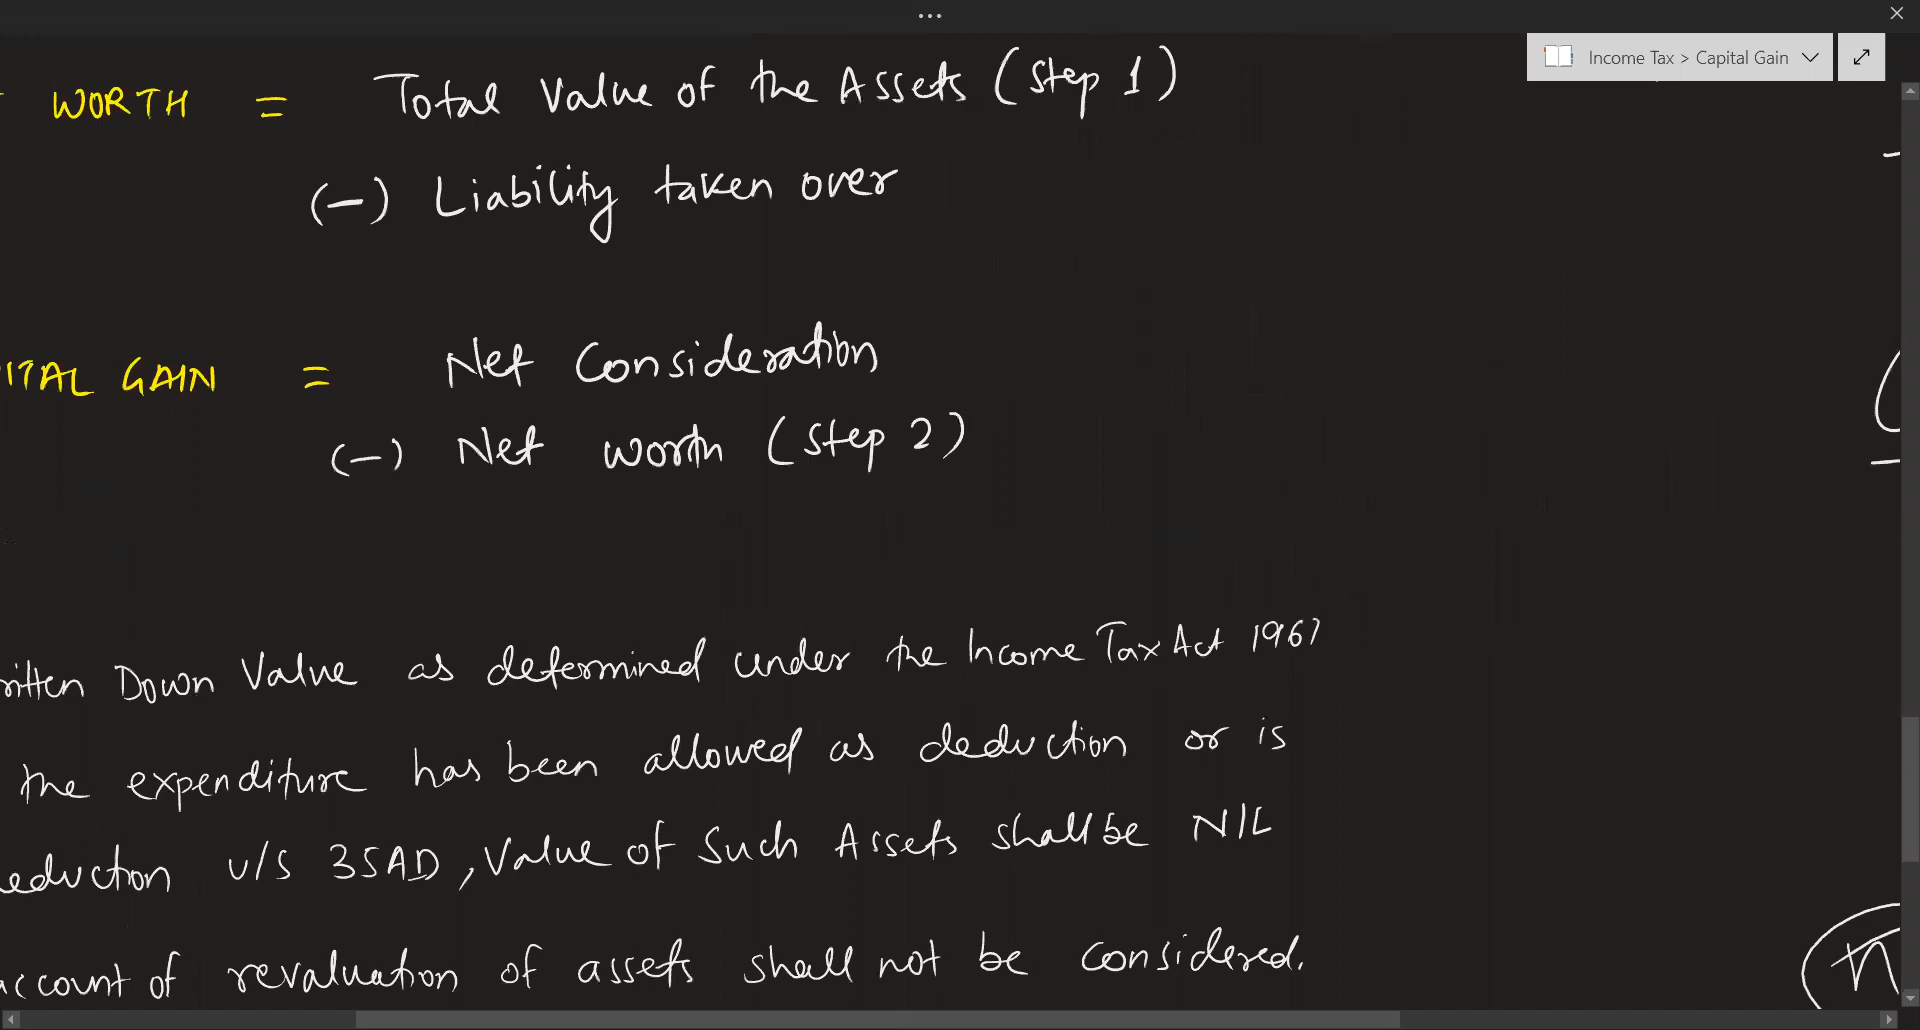 Income Tax > Capital Gain
WORTH = Total Value of the Assets (Step 1)
(-) Liability taken over
ITAL GAIN = Net Consideration
(-) Net worth (Step 2)
ritten Down Value as determined under the Income Tax Act 1961
the expenditure has been allowed as deduction or is
eduction u/s 35AD, Value of Such Assets shall be NIL
account of revaluation of assets shall not be considered.